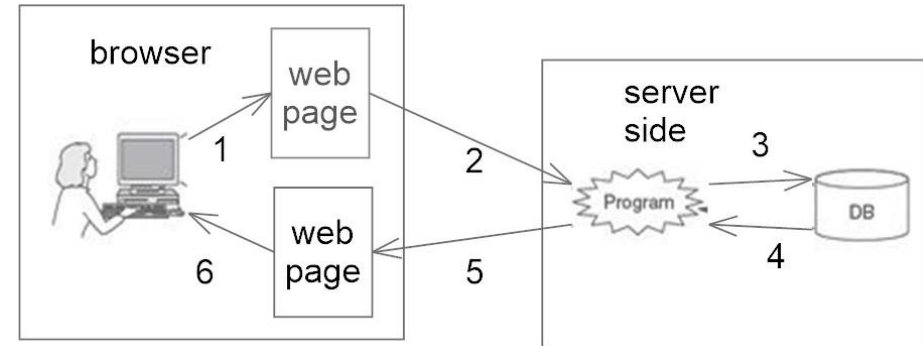 browser
web
page
1
2
server
side
3
Program
DB
4
web
page
5
6